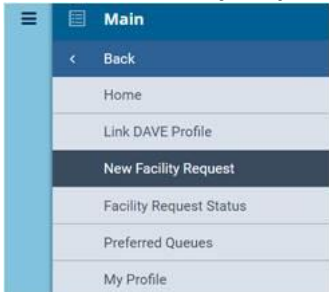 Main
Back
Home
Link DAVE Profile
New Facility Request
Facility Request Status
Preferred Queues
My Profile